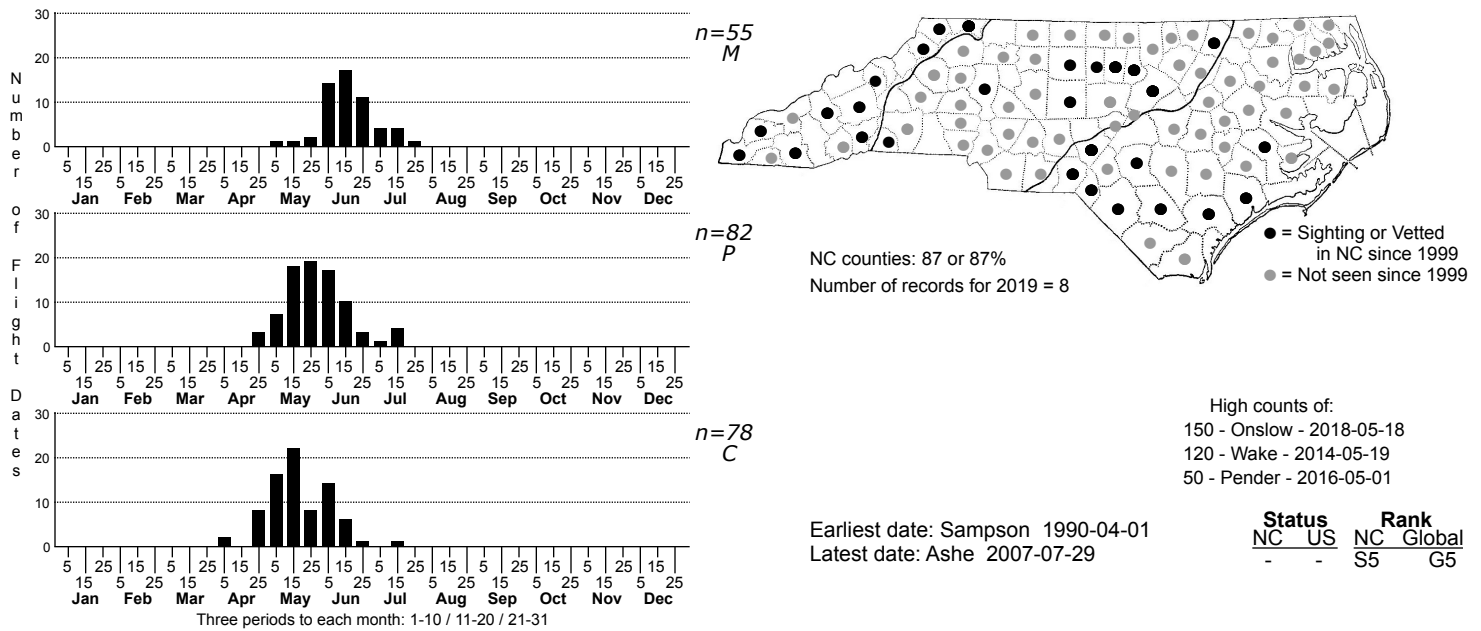 Number of Flight Dates
30
20
10
0
5 15 25 5 15 25 5 15 25 5 15 25 5 15 25 5 15 25 5 15 25 5 15 25 5 15 25 5 15 25 5 15 25 5 15 25
Jan Feb Mar Apr May Jun Jul Aug Sep Oct Nov Dec
n=55
M
30
20
10
0
5 15 25 5 15 25 5 15 25 5 15 25 5 15 25 5 15 25 5 15 25 5 15 25 5 15 25 5 15 25 5 15 25 5 15 25
Jan Feb Mar Apr May Jun Jul Aug Sep Oct Nov Dec
n=82
P
30
20
10
0
5 15 25 5 15 25 5 15 25 5 15 25 5 15 25 5 15 25 5 15 25 5 15 25 5 15 25 5 15 25 5 15 25 5 15 25
Jan Feb Mar Apr May Jun Jul Aug Sep Oct Nov Dec
n=78
C
Three periods to each month: 1-10 / 11-20 / 21-31
NC counties: 87 or 87%
Number of records for 2019 = 8
= Sighting or Vetted
in NC since 1999
= Not seen since 1999
High counts of:
150 - Onslow - 2018-05-18
120 - Wake - 2014-05-19
50 - Pender - 2016-05-01
Earliest date: Sampson 1990-04-01
Latest date: Ashe 2007-07-29
Status Rank
NC US NC Global
- - S5 G5